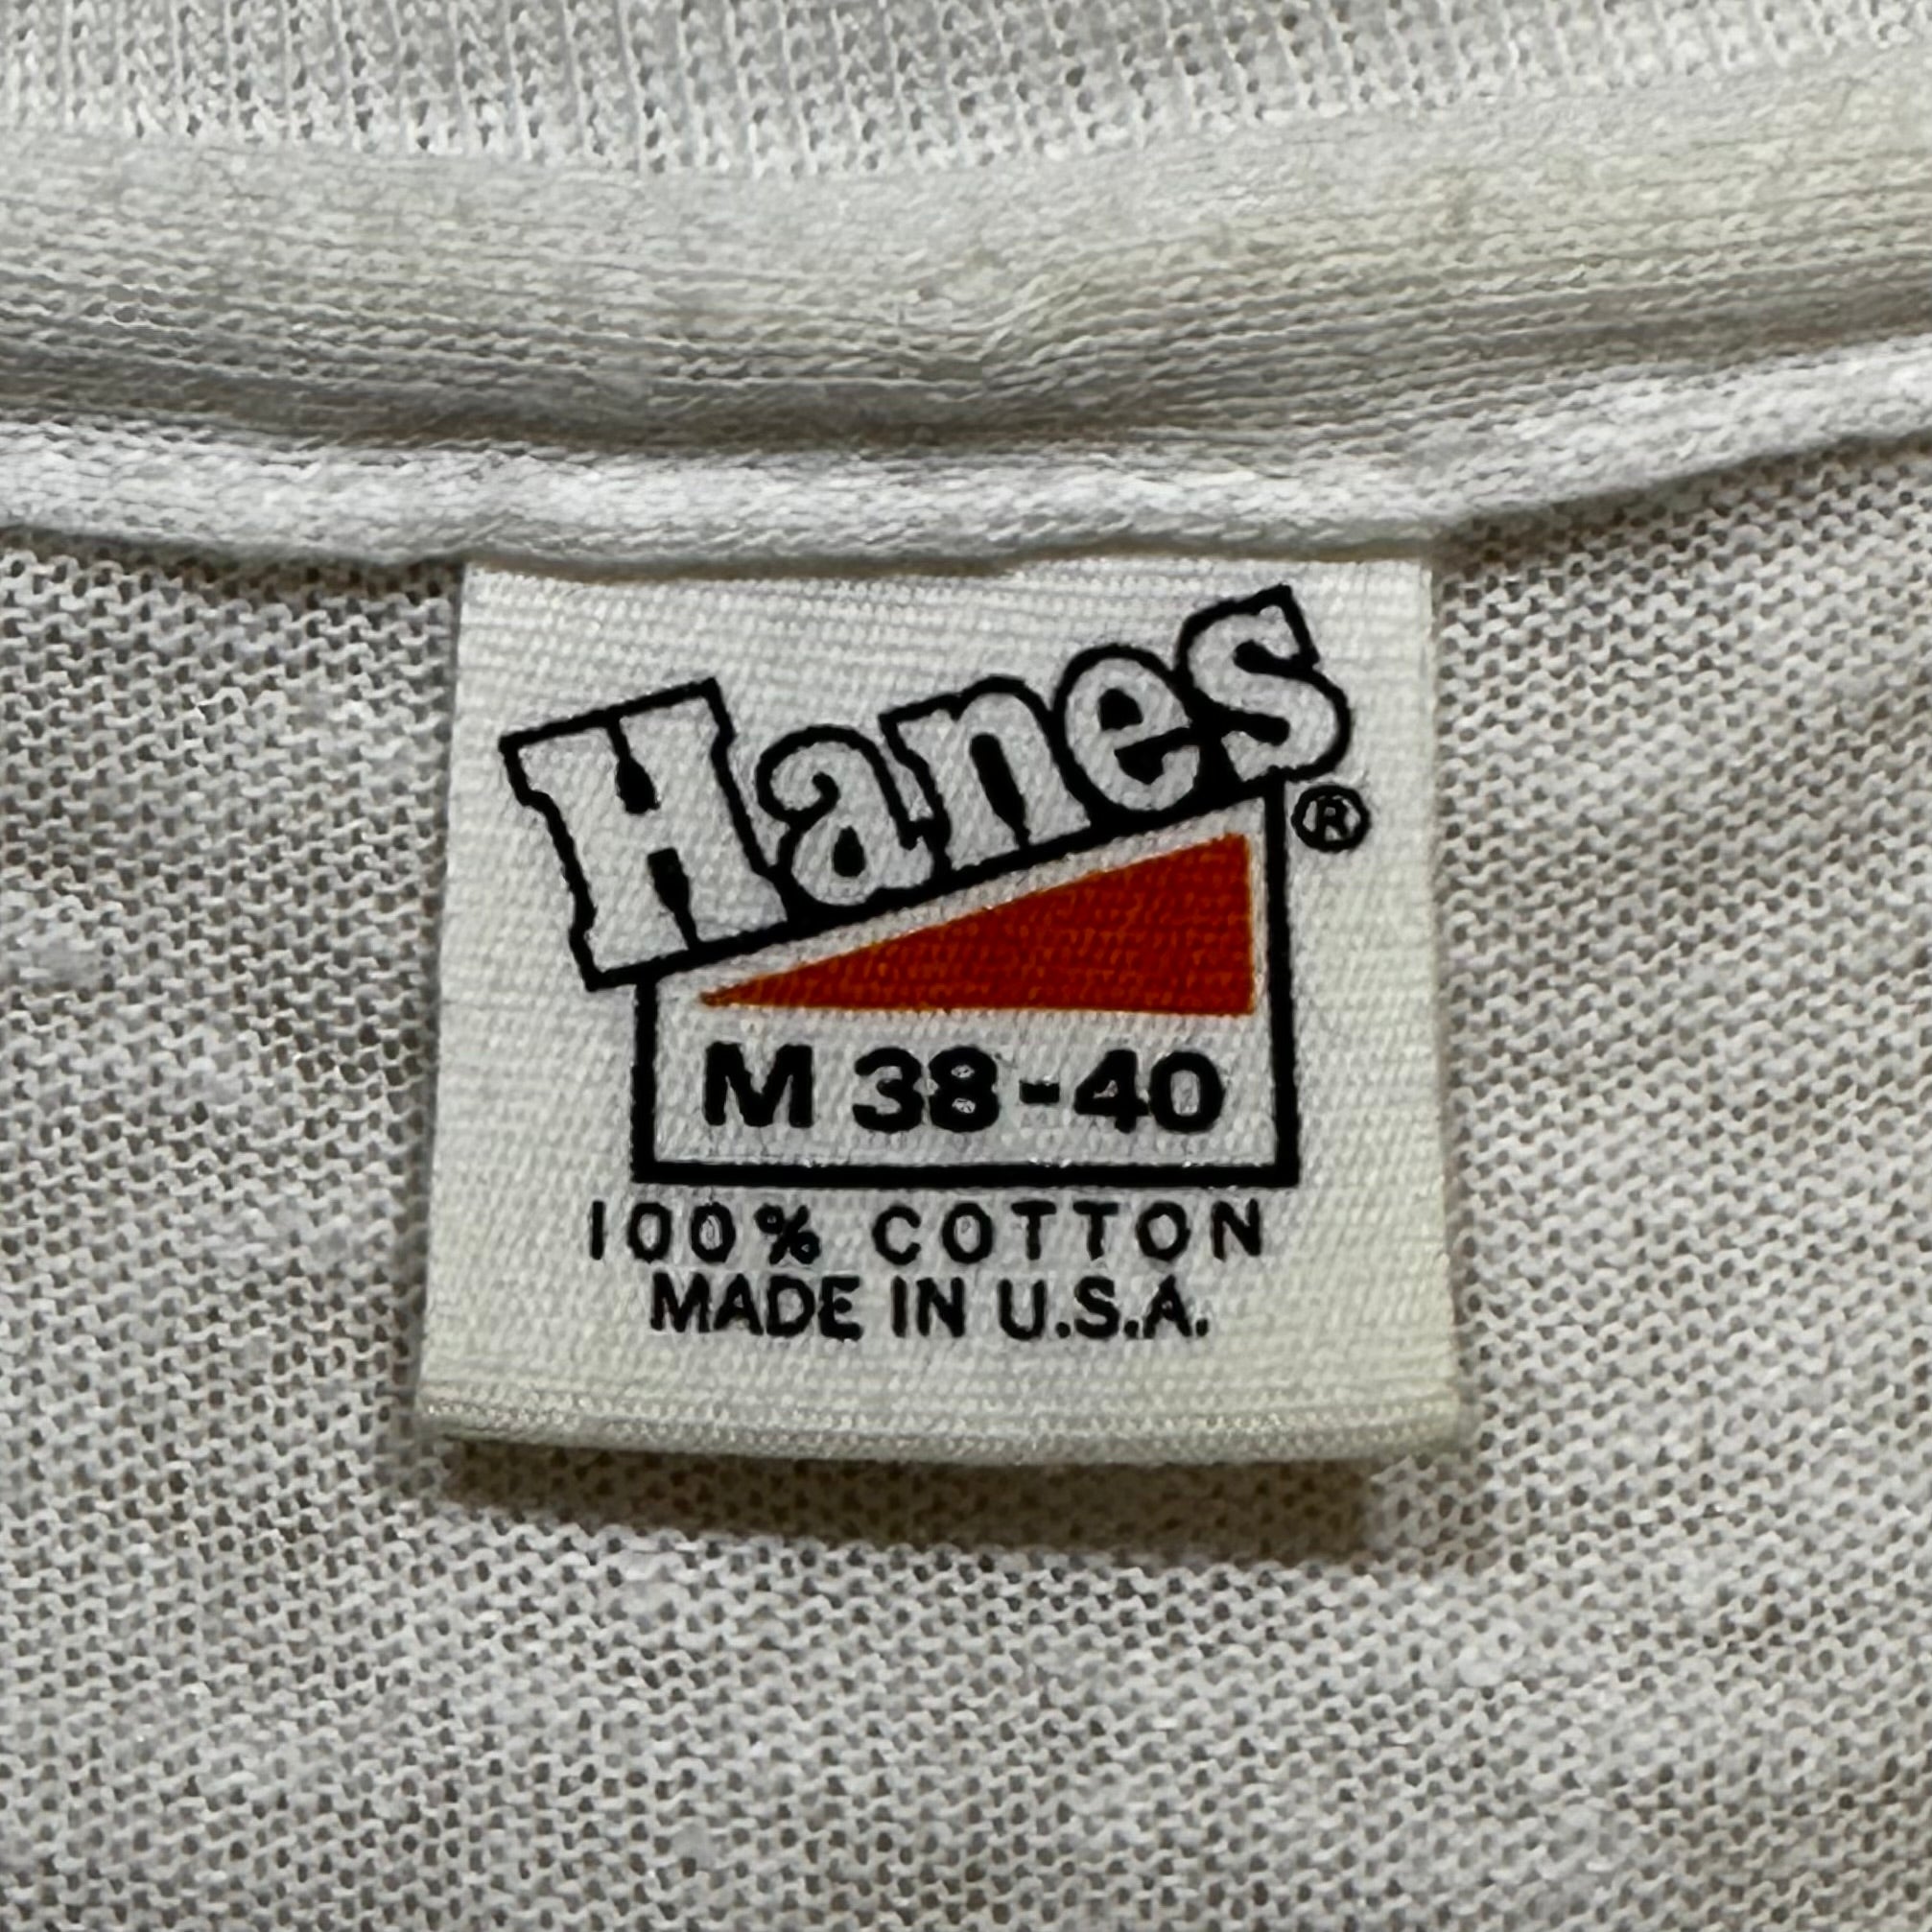 Hanes
®
M 38-40
100% COTTON
MADE IN U.S.A.